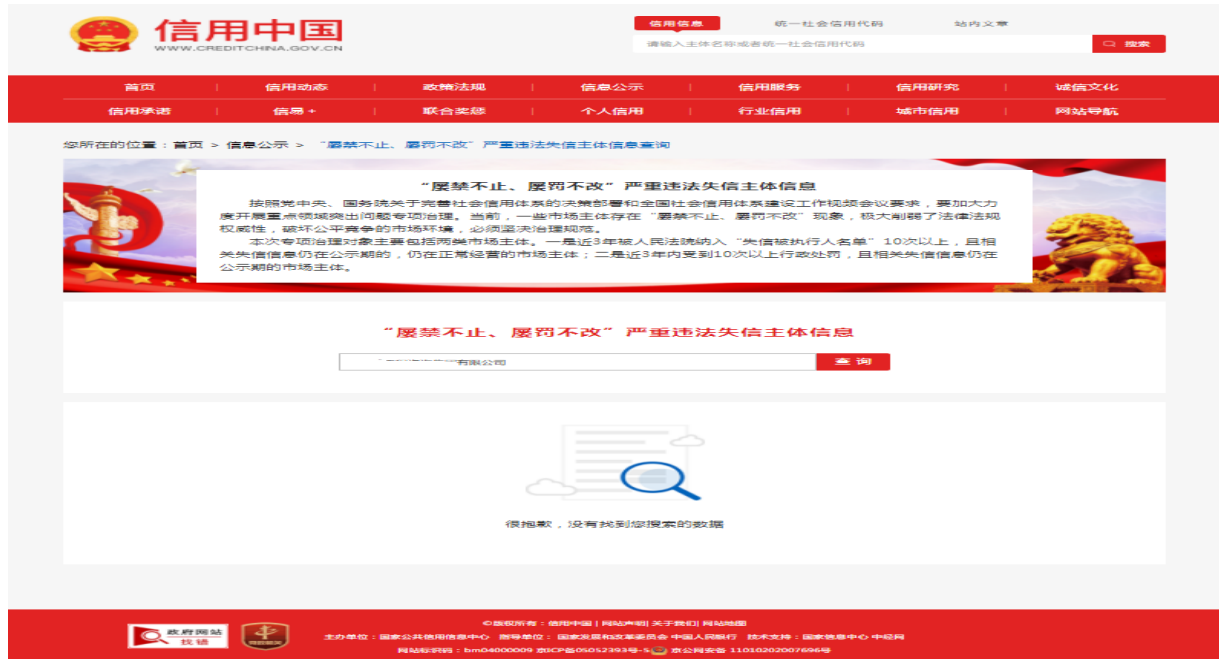 信用信息 统一社会信用代码 站内文章
信用中国
WWW.CREDITCHINA.GOV.CN
请输入主体名称或者统一社会信用代码 搜索
首页 信用动态 政策法规 信息公示 信用服务 信用研究 诚信文化
信用承诺 信易+ 联合奖惩 个人信用 行业信用 城市信用 网站导航
您所在的位置：首页 > 信息公示 > “屡禁不止、屡罚不改”严重违法失信主体信息查询
“屡禁不止、屡罚不改”严重违法失信主体信息
按照党中央、国务院关于完善社会信用体系的决策部署和全国社会信用体系建设工作视频会议要求，要加大力
度开展重点领域突出问题专项治理。当前，一些市场主体存在“屡禁不止、屡罚不改”现象，极大削弱了法律法规
权威性，破坏公平竞争的市场环境，必须坚决治理规范。
本次专项治理对象主要包括两类市场主体。一是近3年被人民法院纳入“失信被执行人名单”10次以上，且相
关失信信息仍在公示期的，仍在正常经营的市场主体；二是近3年内受到10次以上行政处罚，且相关失信信息仍在
公示期的市场主体。
“屡禁不止、屡罚不改”严重违法失信主体信息
有限公司 查询
很抱歉，没有找到您搜索的数据
©版权所有：信用中国 | 网站声明 | 关于我们 | 网站地图
政府网站
找错
主办单位：国家公共信用信息中心 指导单位：国家发展和改革委员会 中国人民银行 技术支持：国家信息中心 中经网
网站标识码：bm04000009 京ICP备05052393号-5 京公网安备 11010202007696号